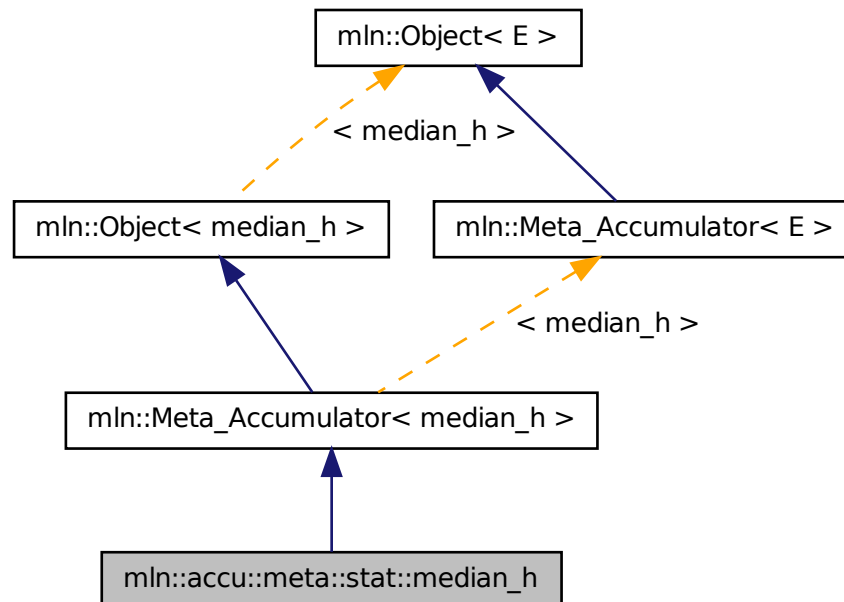 mln::Object< E >
< median_h >
mln::Object< median_h >
mln::Meta_Accumulator< E >
< median_h >
mln::Meta_Accumulator< median_h >
mln::accu::meta::stat::median_h